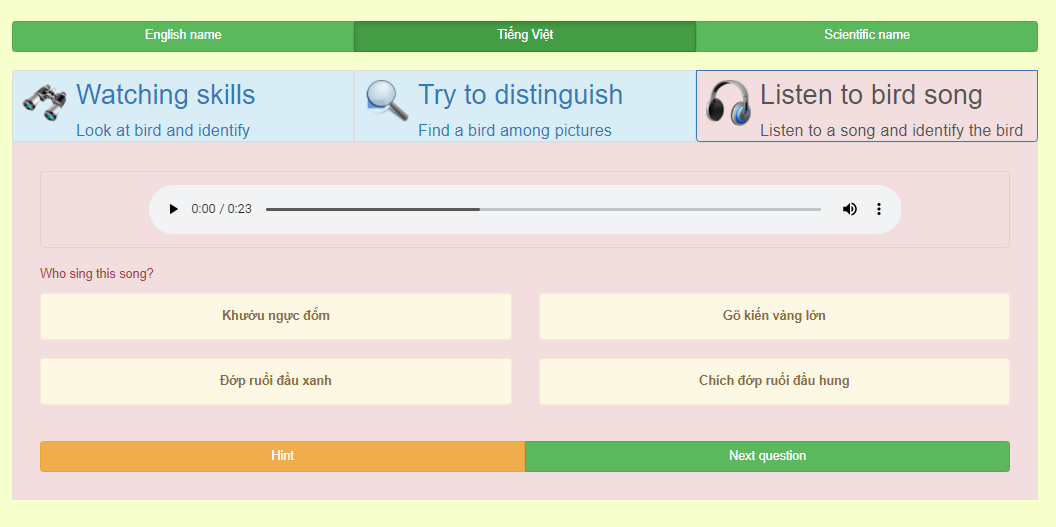 English name
Tiếng Việt
Scientific name
Watching skills
Look at bird and identify
Try to distinguish
Find a bird among pictures
Listen to bird song
Listen to a song and identify the bird
0:00 / 0:23
Who sing this song?
Khướu ngực đốm
Gõ kiến vàng lớn
Đớp ruồi đầu xanh
Chích đớp ruồi đầu hung
Hint
Next question